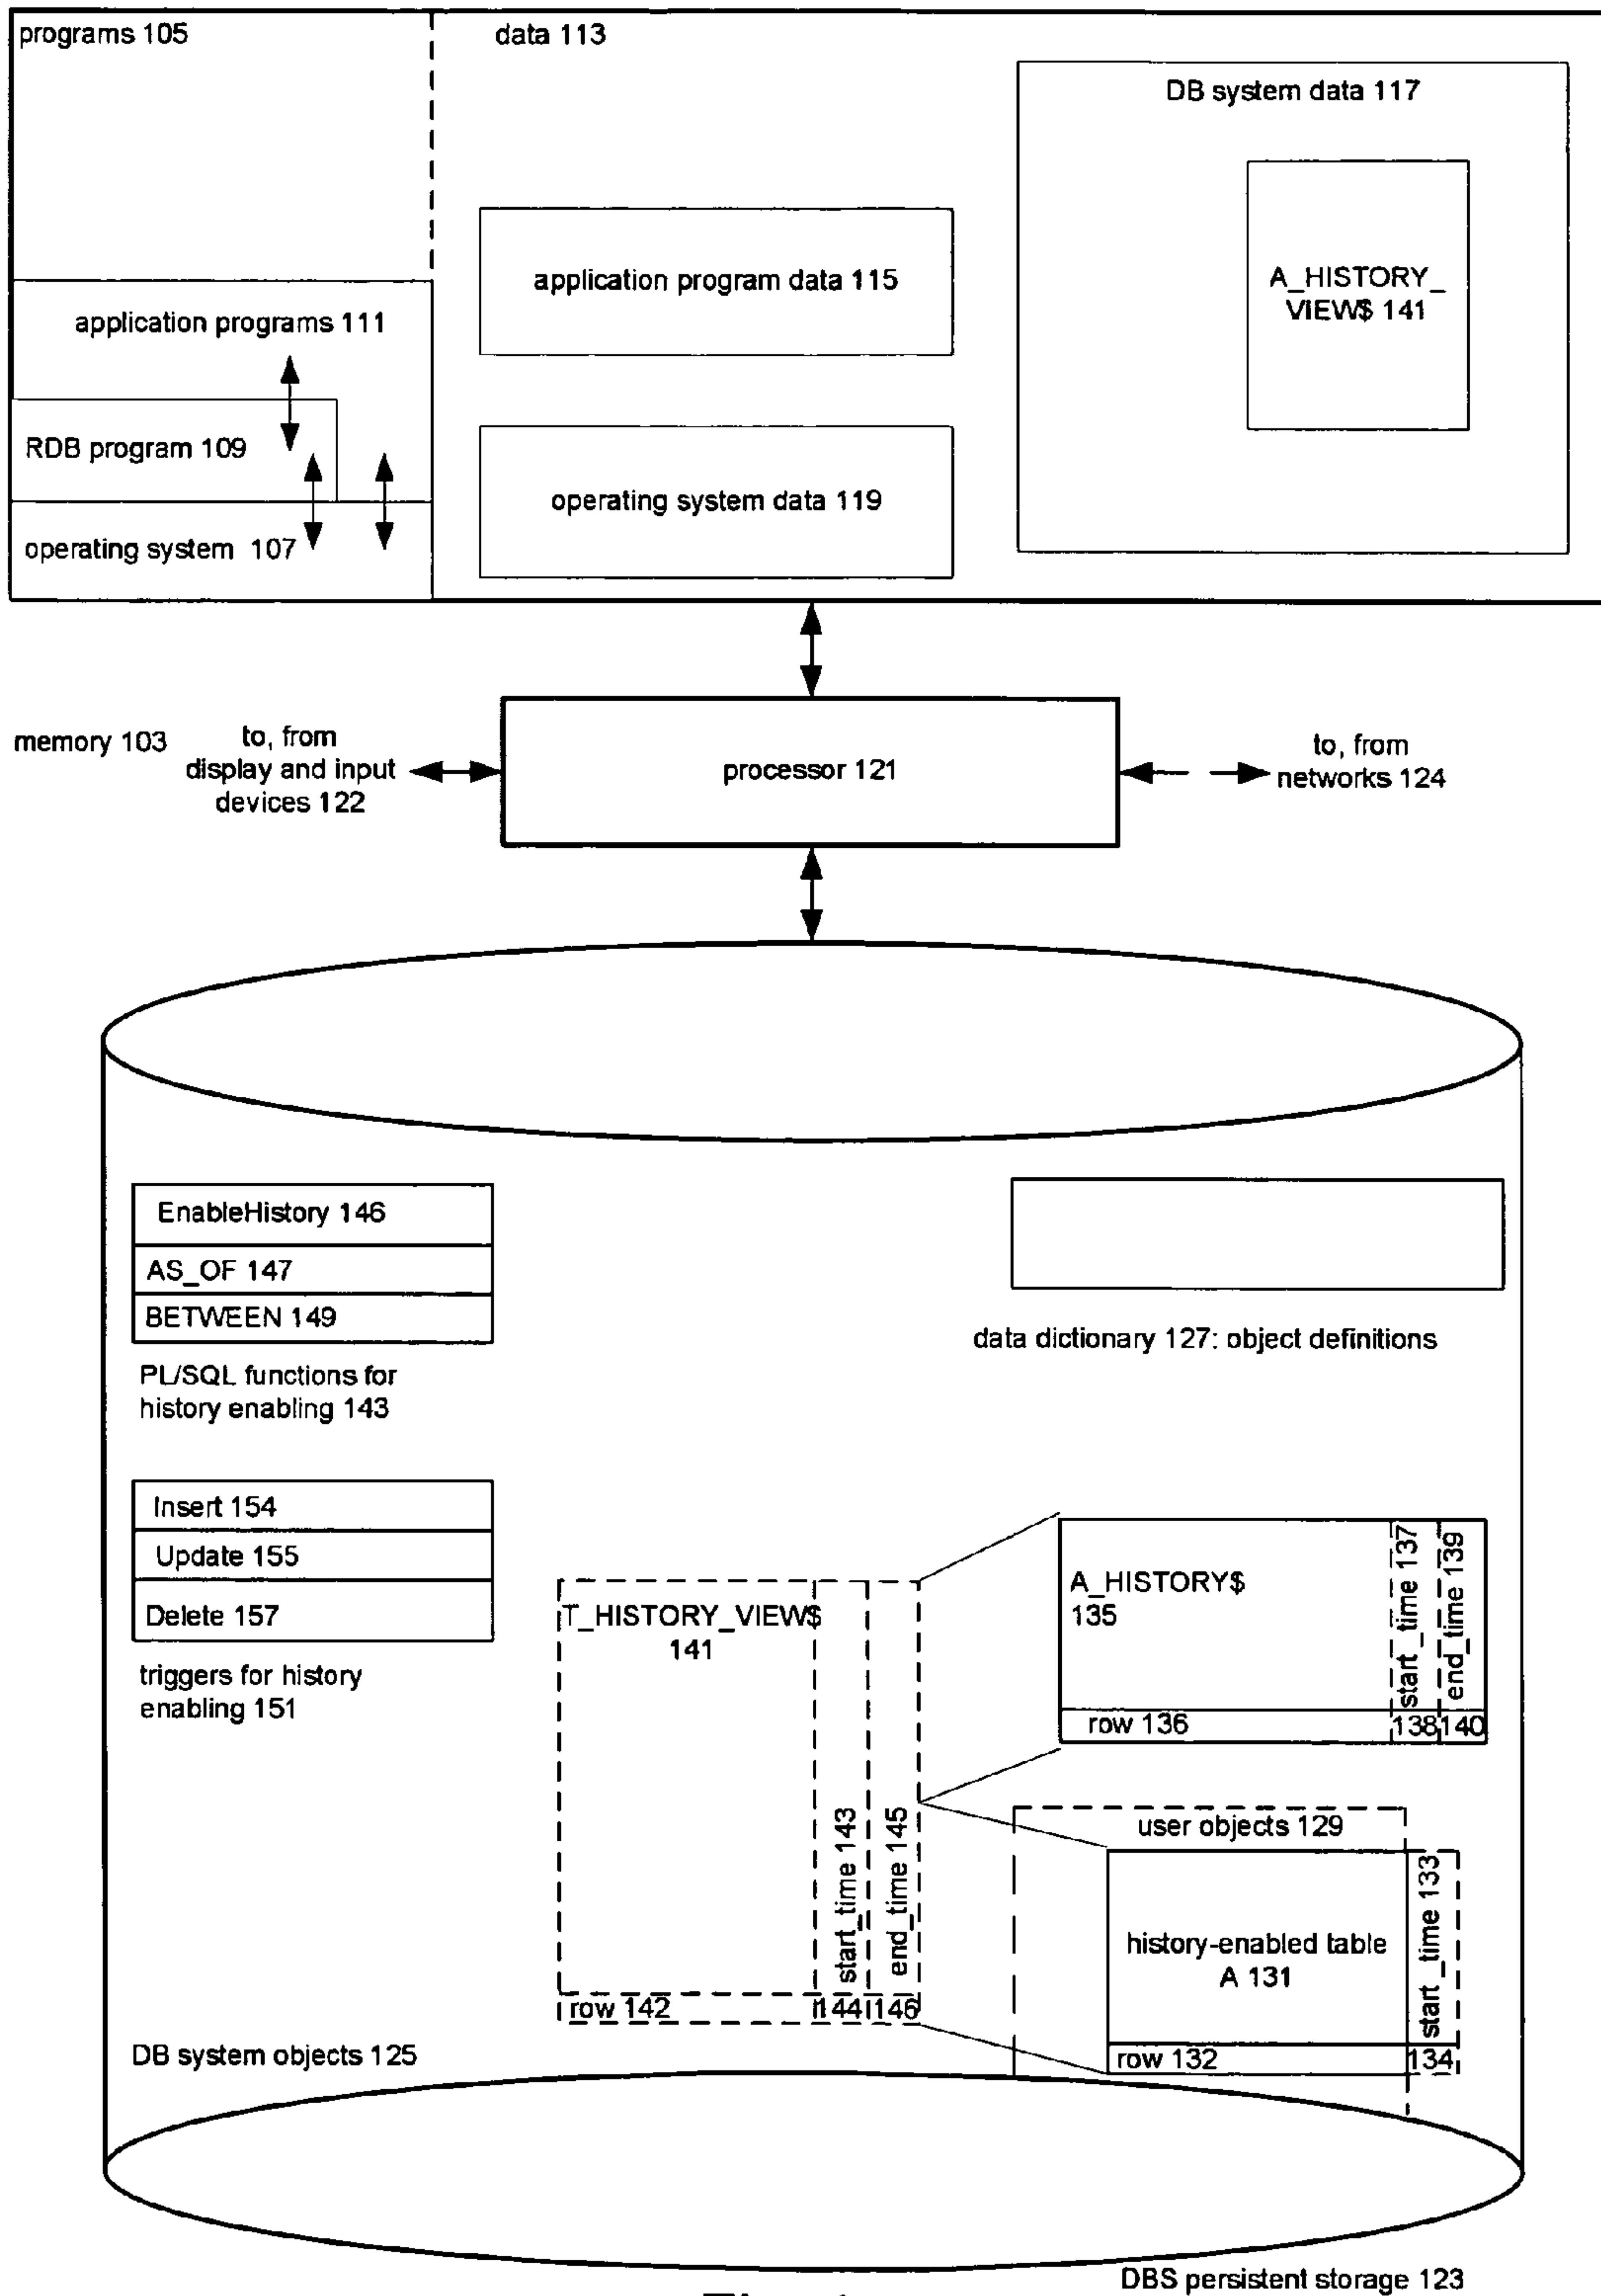 programs 105
data 113
DB system data 117
application program data 115
A_HISTORY_
VIEW$ 141
application programs 111
RDB program 109
operating system data 119
operating system 107
memory 103
to, from
display and input
devices 122
processor 121
to, from
networks 124
EnableHistory 146
AS_OF 147
BETWEEN 149
PL/SQL functions for
history enabling 143
data dictionary 127: object definitions
Insert 154
Update 155
Delete 157
triggers for history
enabling 151
T_HISTORY_VIEW$
141
start_time 143
end_time 145
row 142
144
146
A_HISTORY$
135
start_time 137
end_time 139
row 136
138
140
user objects 129
history-enabled table
A 131
start_time 133
row 132
134
DB system objects 125
DBS persistent storage 123